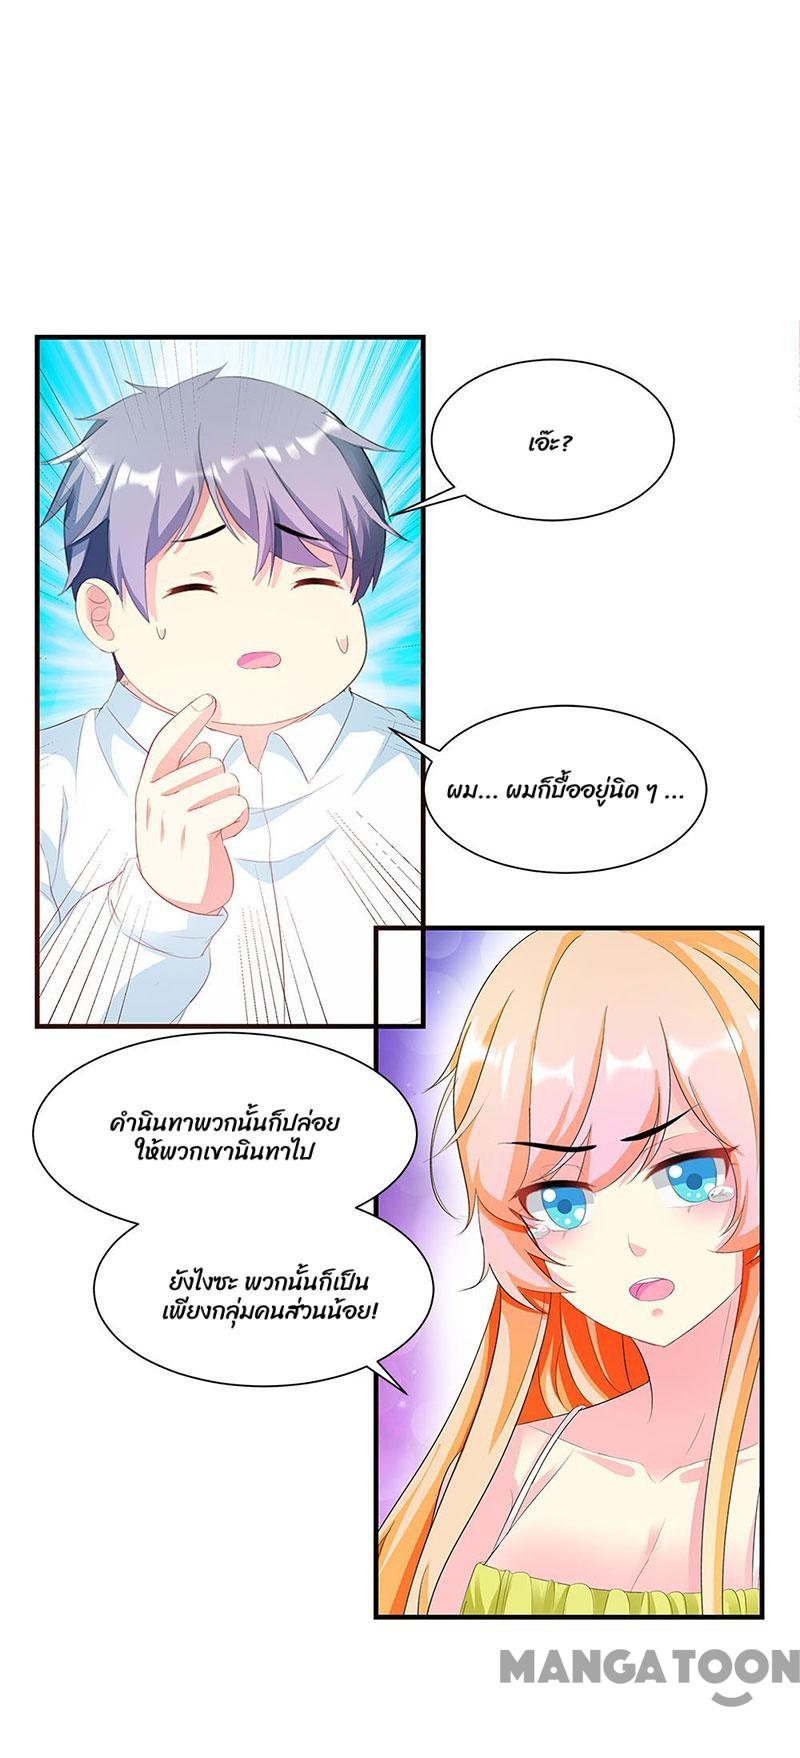 เอ๊ะ?
ผม... ผมก็บื้ออยู่นิด ๆ ...
คำนินทาพวกนั้นก็ปล่อย
ให้พวกเขานินทาไป
ยังไงซะ พวกนั้นก็เป็น
เพียงกลุ่มคนส่วนน้อย!
MANGATOON